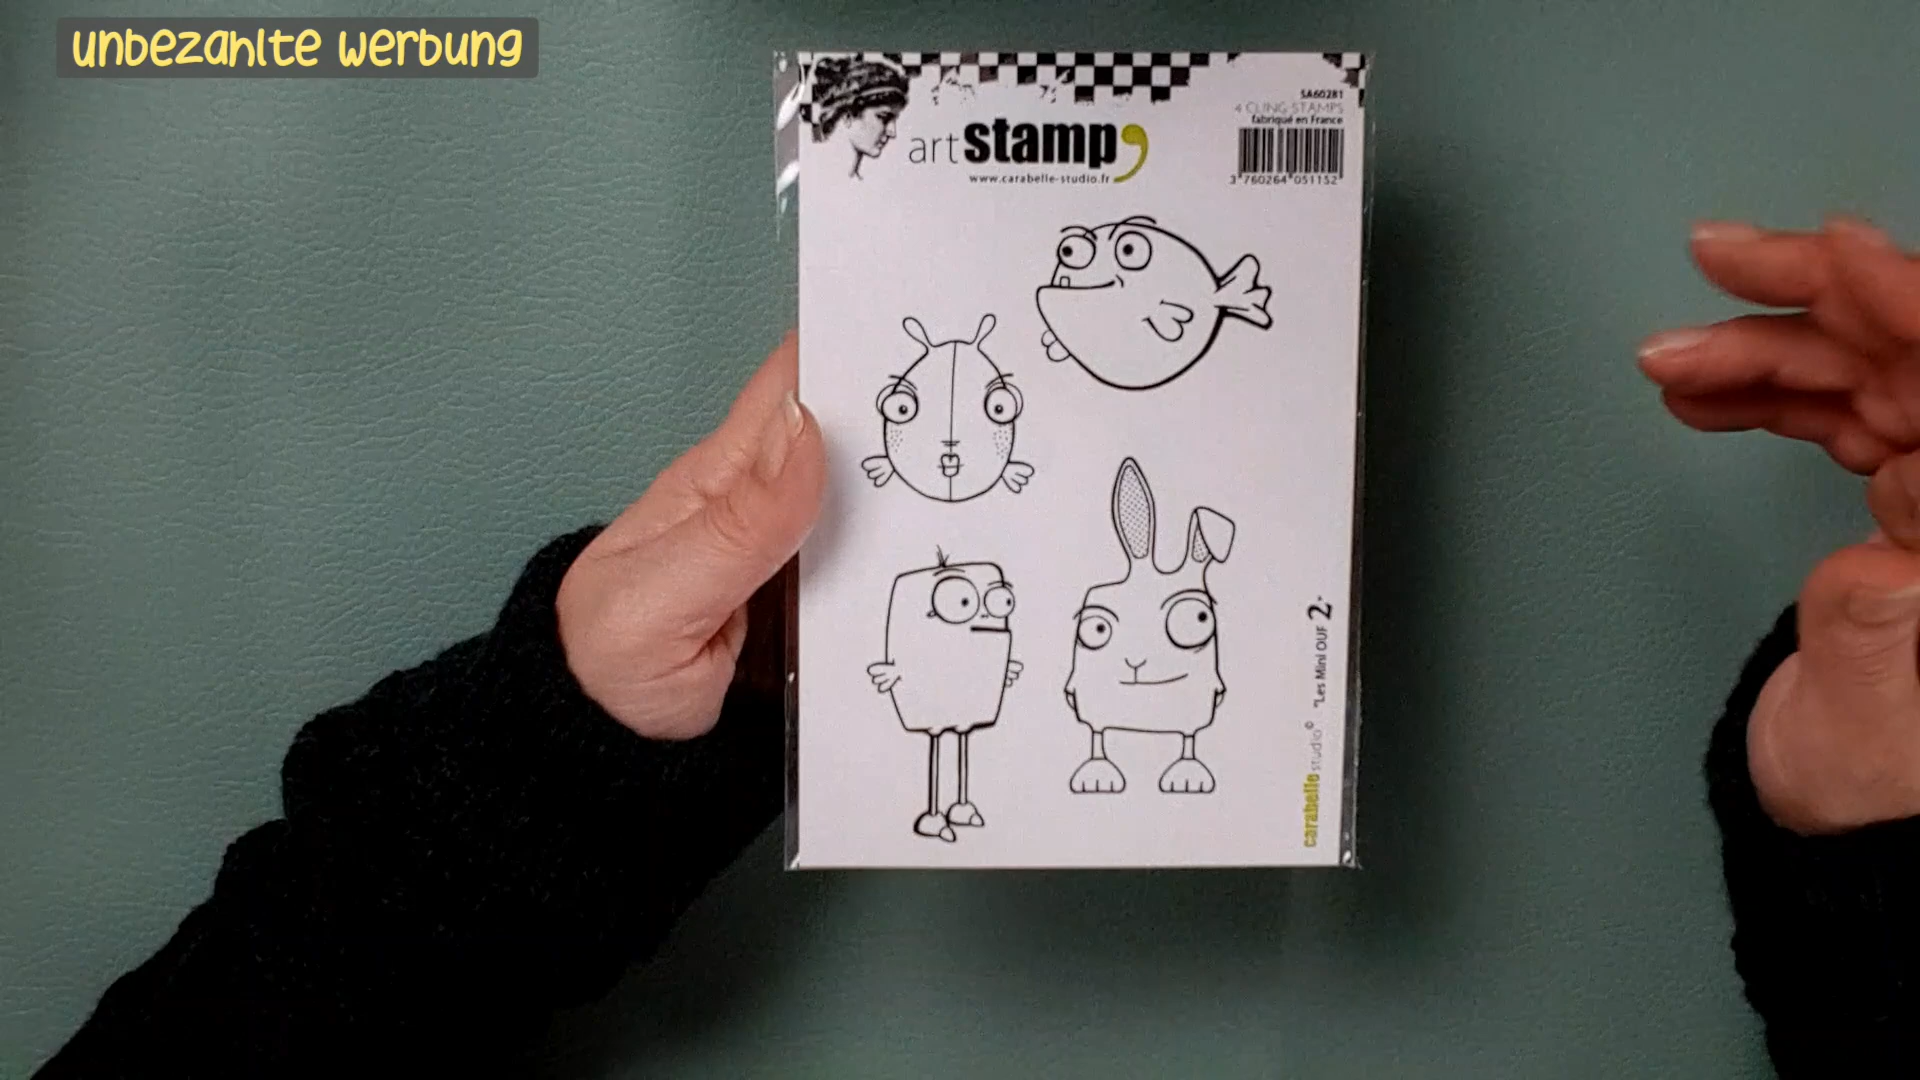 unbezahlte werbung
SA60281
4 CLING STAMPS
fabriqué en France
art stamp
www.carabelle-studio.fr
3 760264 051152
carabelle studio© "Les Mini OUF 2"